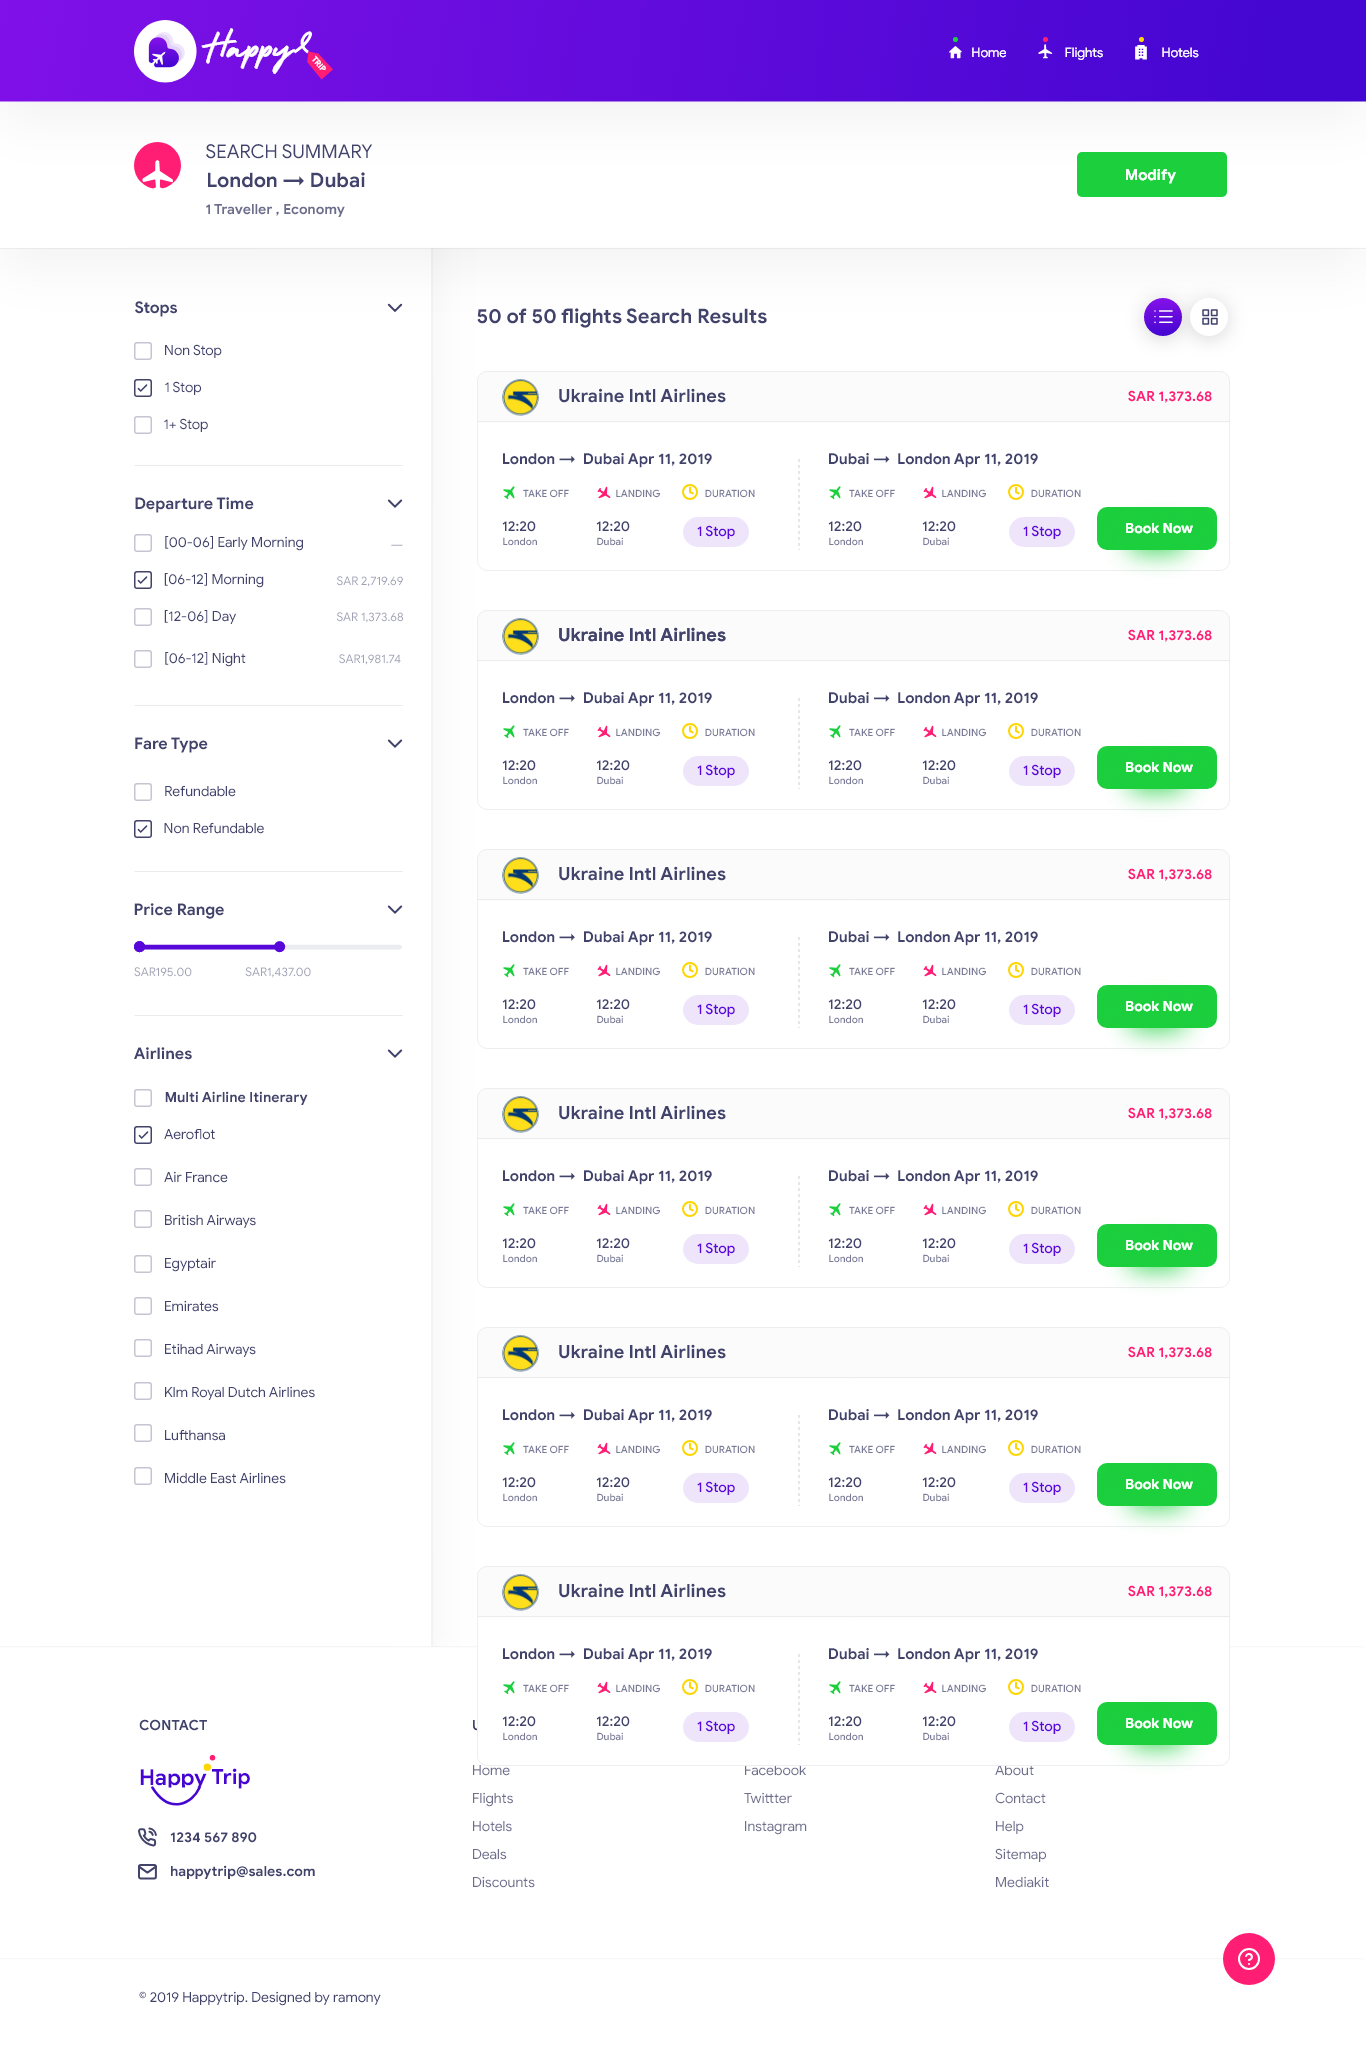 Happy
TRIP
Home
Flights
Hotels
SEARCH SUMMARY
London → Dubai
1 Traveller , Economy
Modify
Stops
Non Stop
1 Stop
1+ Stop
Departure Time
[00-06] Early Morning —
[06-12] Morning SAR 2,719.69
[12-06] Day SAR 1,373.68
[06-12] Night SAR1,981.74
Fare Type
Refundable
Non Refundable
Price Range
SAR195.00 SAR1,437.00
Airlines
Multi Airline Itinerary
Aeroflot
Air France
British Airways
Egyptair
Emirates
Etihad Airways
Klm Royal Dutch Airlines
Lufthansa
Middle East Airlines
50 of 50 flights Search Results
Ukraine Intl Airlines SAR 1,373.68
London → Dubai Apr 11, 2019 Dubai → London Apr 11, 2019
TAKE OFF LANDING DURATION TAKE OFF LANDING DURATION
12:20 12:20 1 Stop 12:20 12:20 1 Stop Book Now
London Dubai London Dubai
Ukraine Intl Airlines SAR 1,373.68
London → Dubai Apr 11, 2019 Dubai → London Apr 11, 2019
TAKE OFF LANDING DURATION TAKE OFF LANDING DURATION
12:20 12:20 1 Stop 12:20 12:20 1 Stop Book Now
London Dubai London Dubai
Ukraine Intl Airlines SAR 1,373.68
London → Dubai Apr 11, 2019 Dubai → London Apr 11, 2019
TAKE OFF LANDING DURATION TAKE OFF LANDING DURATION
12:20 12:20 1 Stop 12:20 12:20 1 Stop Book Now
London Dubai London Dubai
Ukraine Intl Airlines SAR 1,373.68
London → Dubai Apr 11, 2019 Dubai → London Apr 11, 2019
TAKE OFF LANDING DURATION TAKE OFF LANDING DURATION
12:20 12:20 1 Stop 12:20 12:20 1 Stop Book Now
London Dubai London Dubai
Ukraine Intl Airlines SAR 1,373.68
London → Dubai Apr 11, 2019 Dubai → London Apr 11, 2019
TAKE OFF LANDING DURATION TAKE OFF LANDING DURATION
12:20 12:20 1 Stop 12:20 12:20 1 Stop Book Now
London Dubai London Dubai
Ukraine Intl Airlines SAR 1,373.68
London → Dubai Apr 11, 2019 Dubai → London Apr 11, 2019
TAKE OFF LANDING DURATION TAKE OFF LANDING DURATION
12:20 12:20 1 Stop 12:20 12:20 1 Stop Book Now
London Dubai London Dubai
CONTACT
Happy Trip
1234 567 890
happytrip@sales.com
Home
Flights
Hotels
Deals
Discounts
Facebook
Twittter
Instagram
About
Contact
Help
Sitemap
Mediakit
© 2019 Happytrip. Designed by ramony